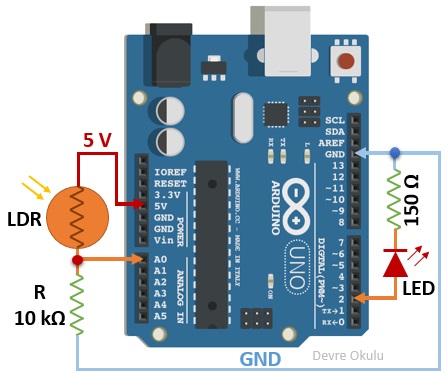 5 V
LDR
R
10 kΩ
IOREF
RESET
3.3V
5V
GND
GND
Vin
POWER
A0
A1
A2
A3
A4
A5
ANALOG IN
WWW.ARDUINO.CC MADE IN ITALY
RX
TX
L
ARDUINO
UNO
ON
SCL
SDA
AREF
GND
13
12
~11
~10
~9
8
7
~6
~5
4
~3
2
TX→1
RX←0
DIGITAL (PWM~)
150 Ω
LED
GND
Devre Okulu